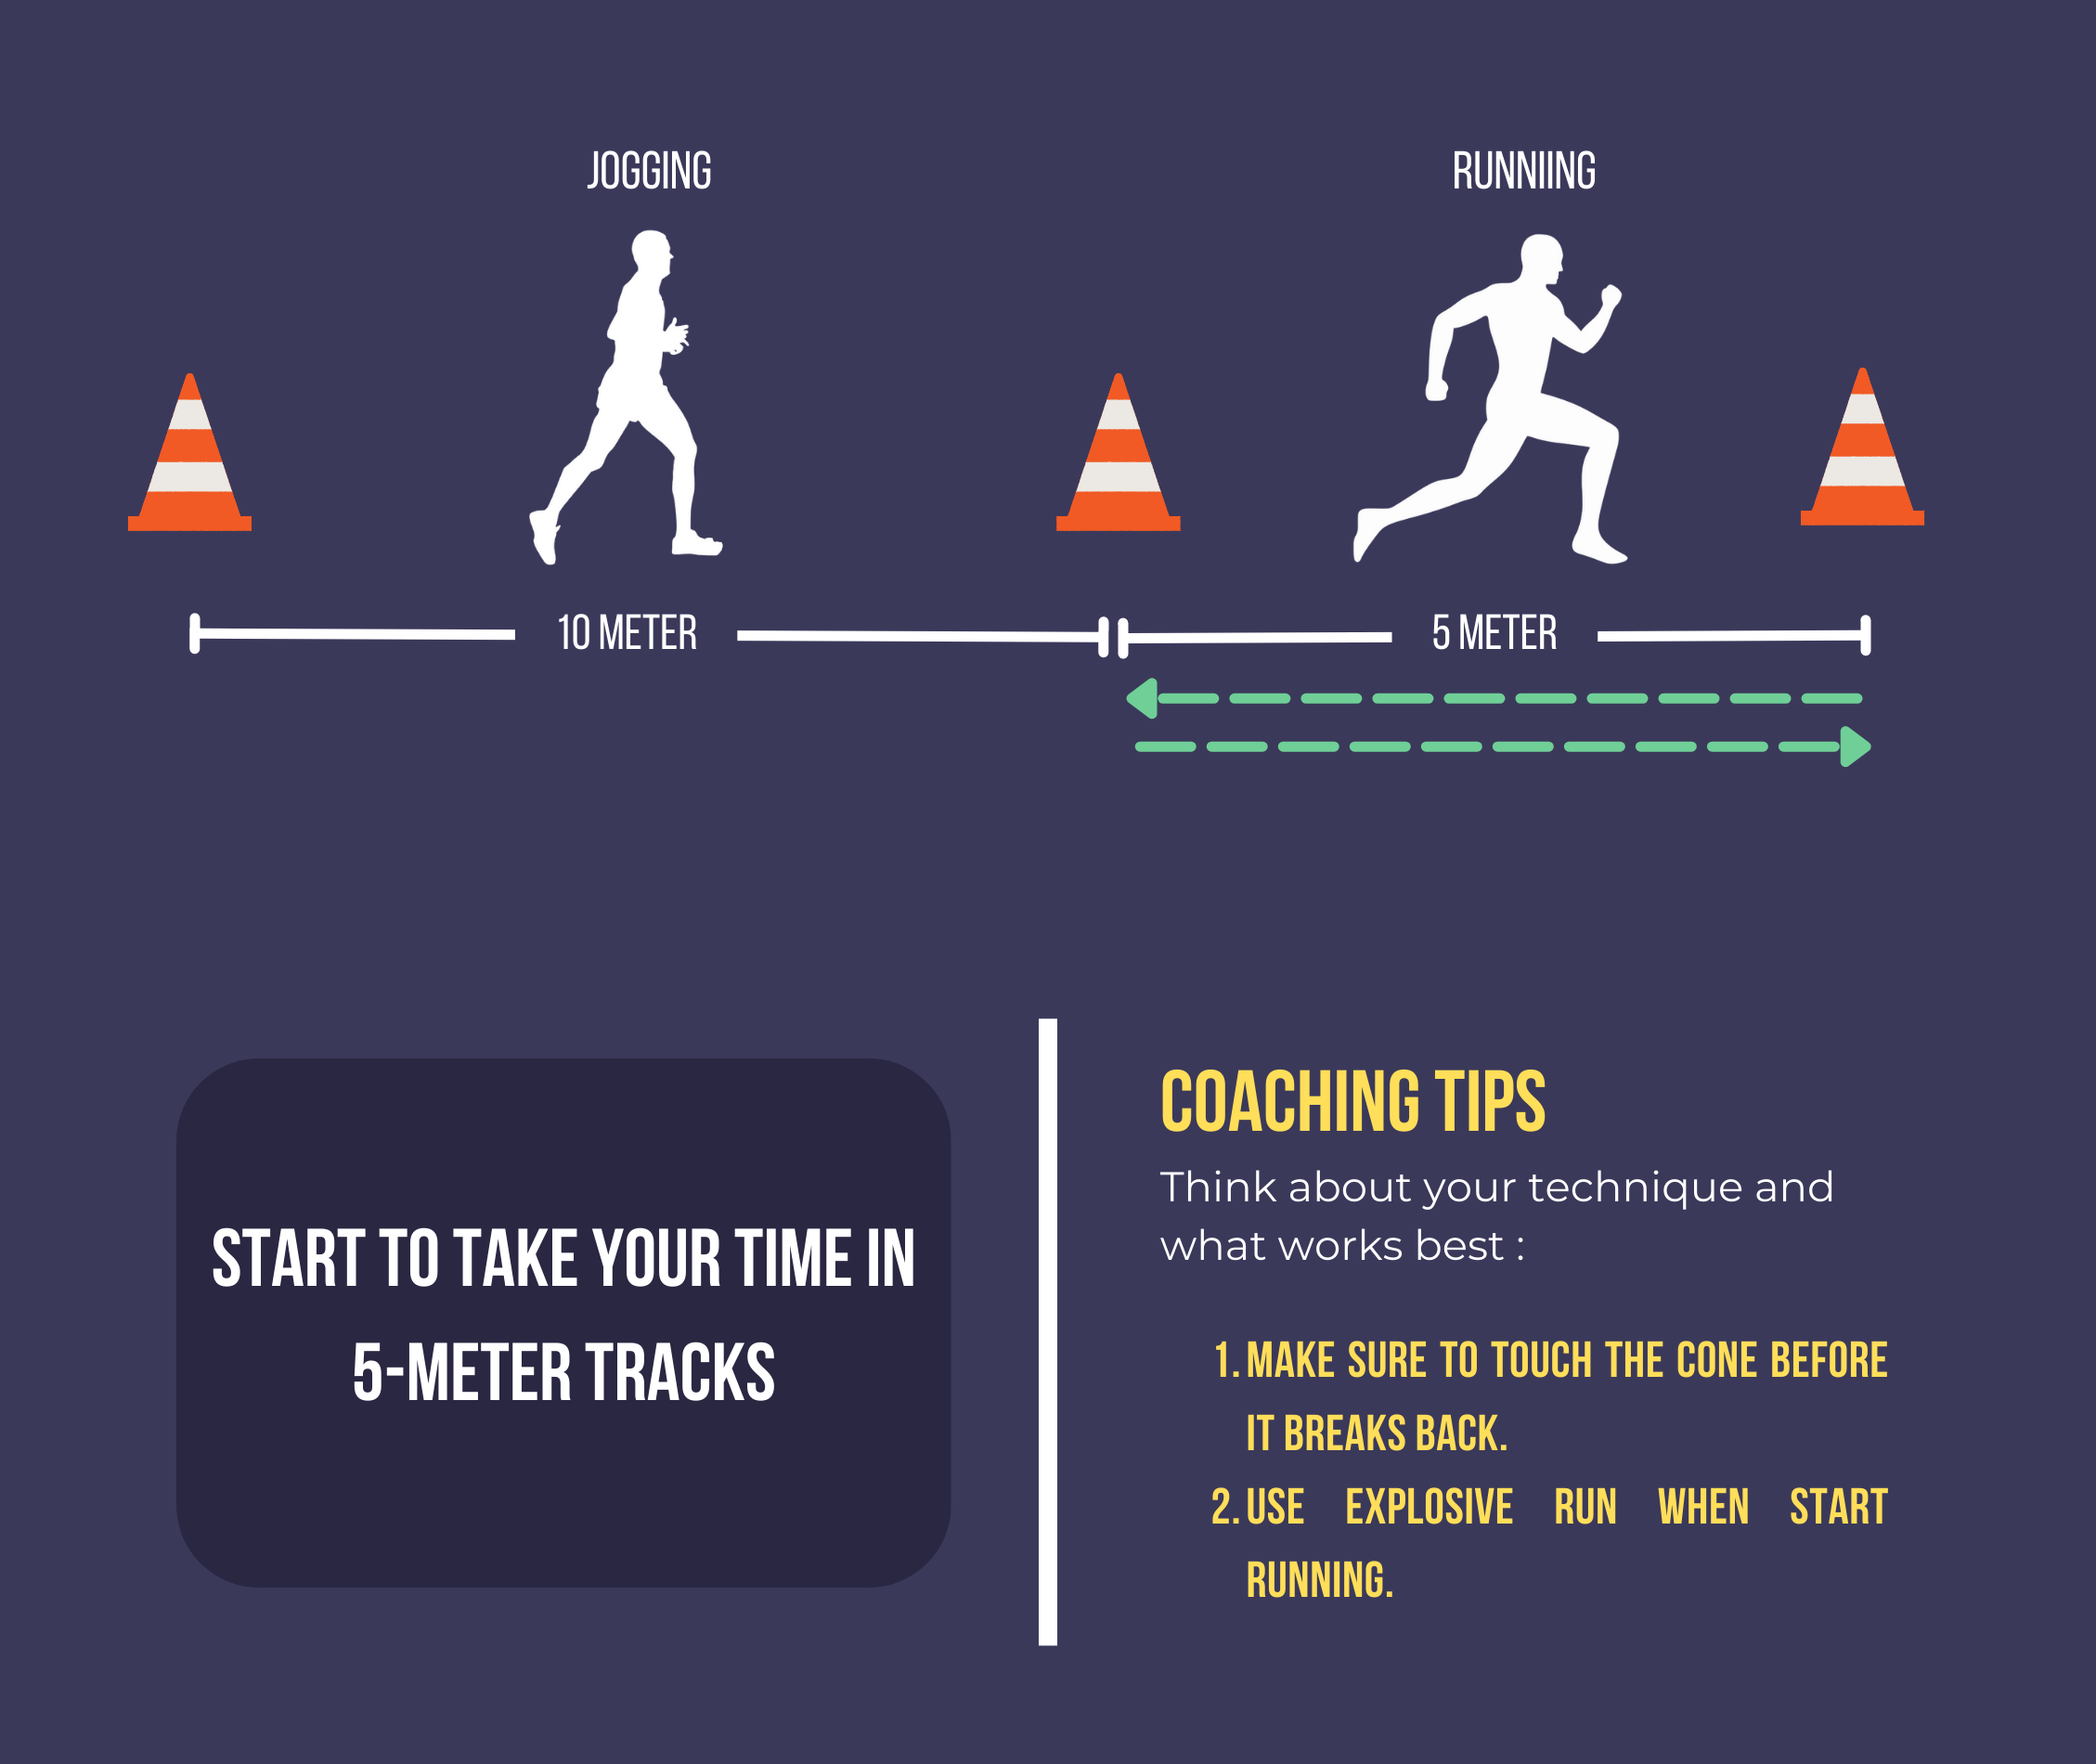 JOGGING
RUNNIING
10 METER
5 METER
START TO TAKE YOUR TIME IN
5-METER TRACKS
COACHING TIPS
Think about your technique and
what works best :
1. MAKE SURE TO TOUCH THE CONE BEFORE
IT BREAKS BACK.
2. USE EXPLOSIVE RUN WHEN START
RUNNING.